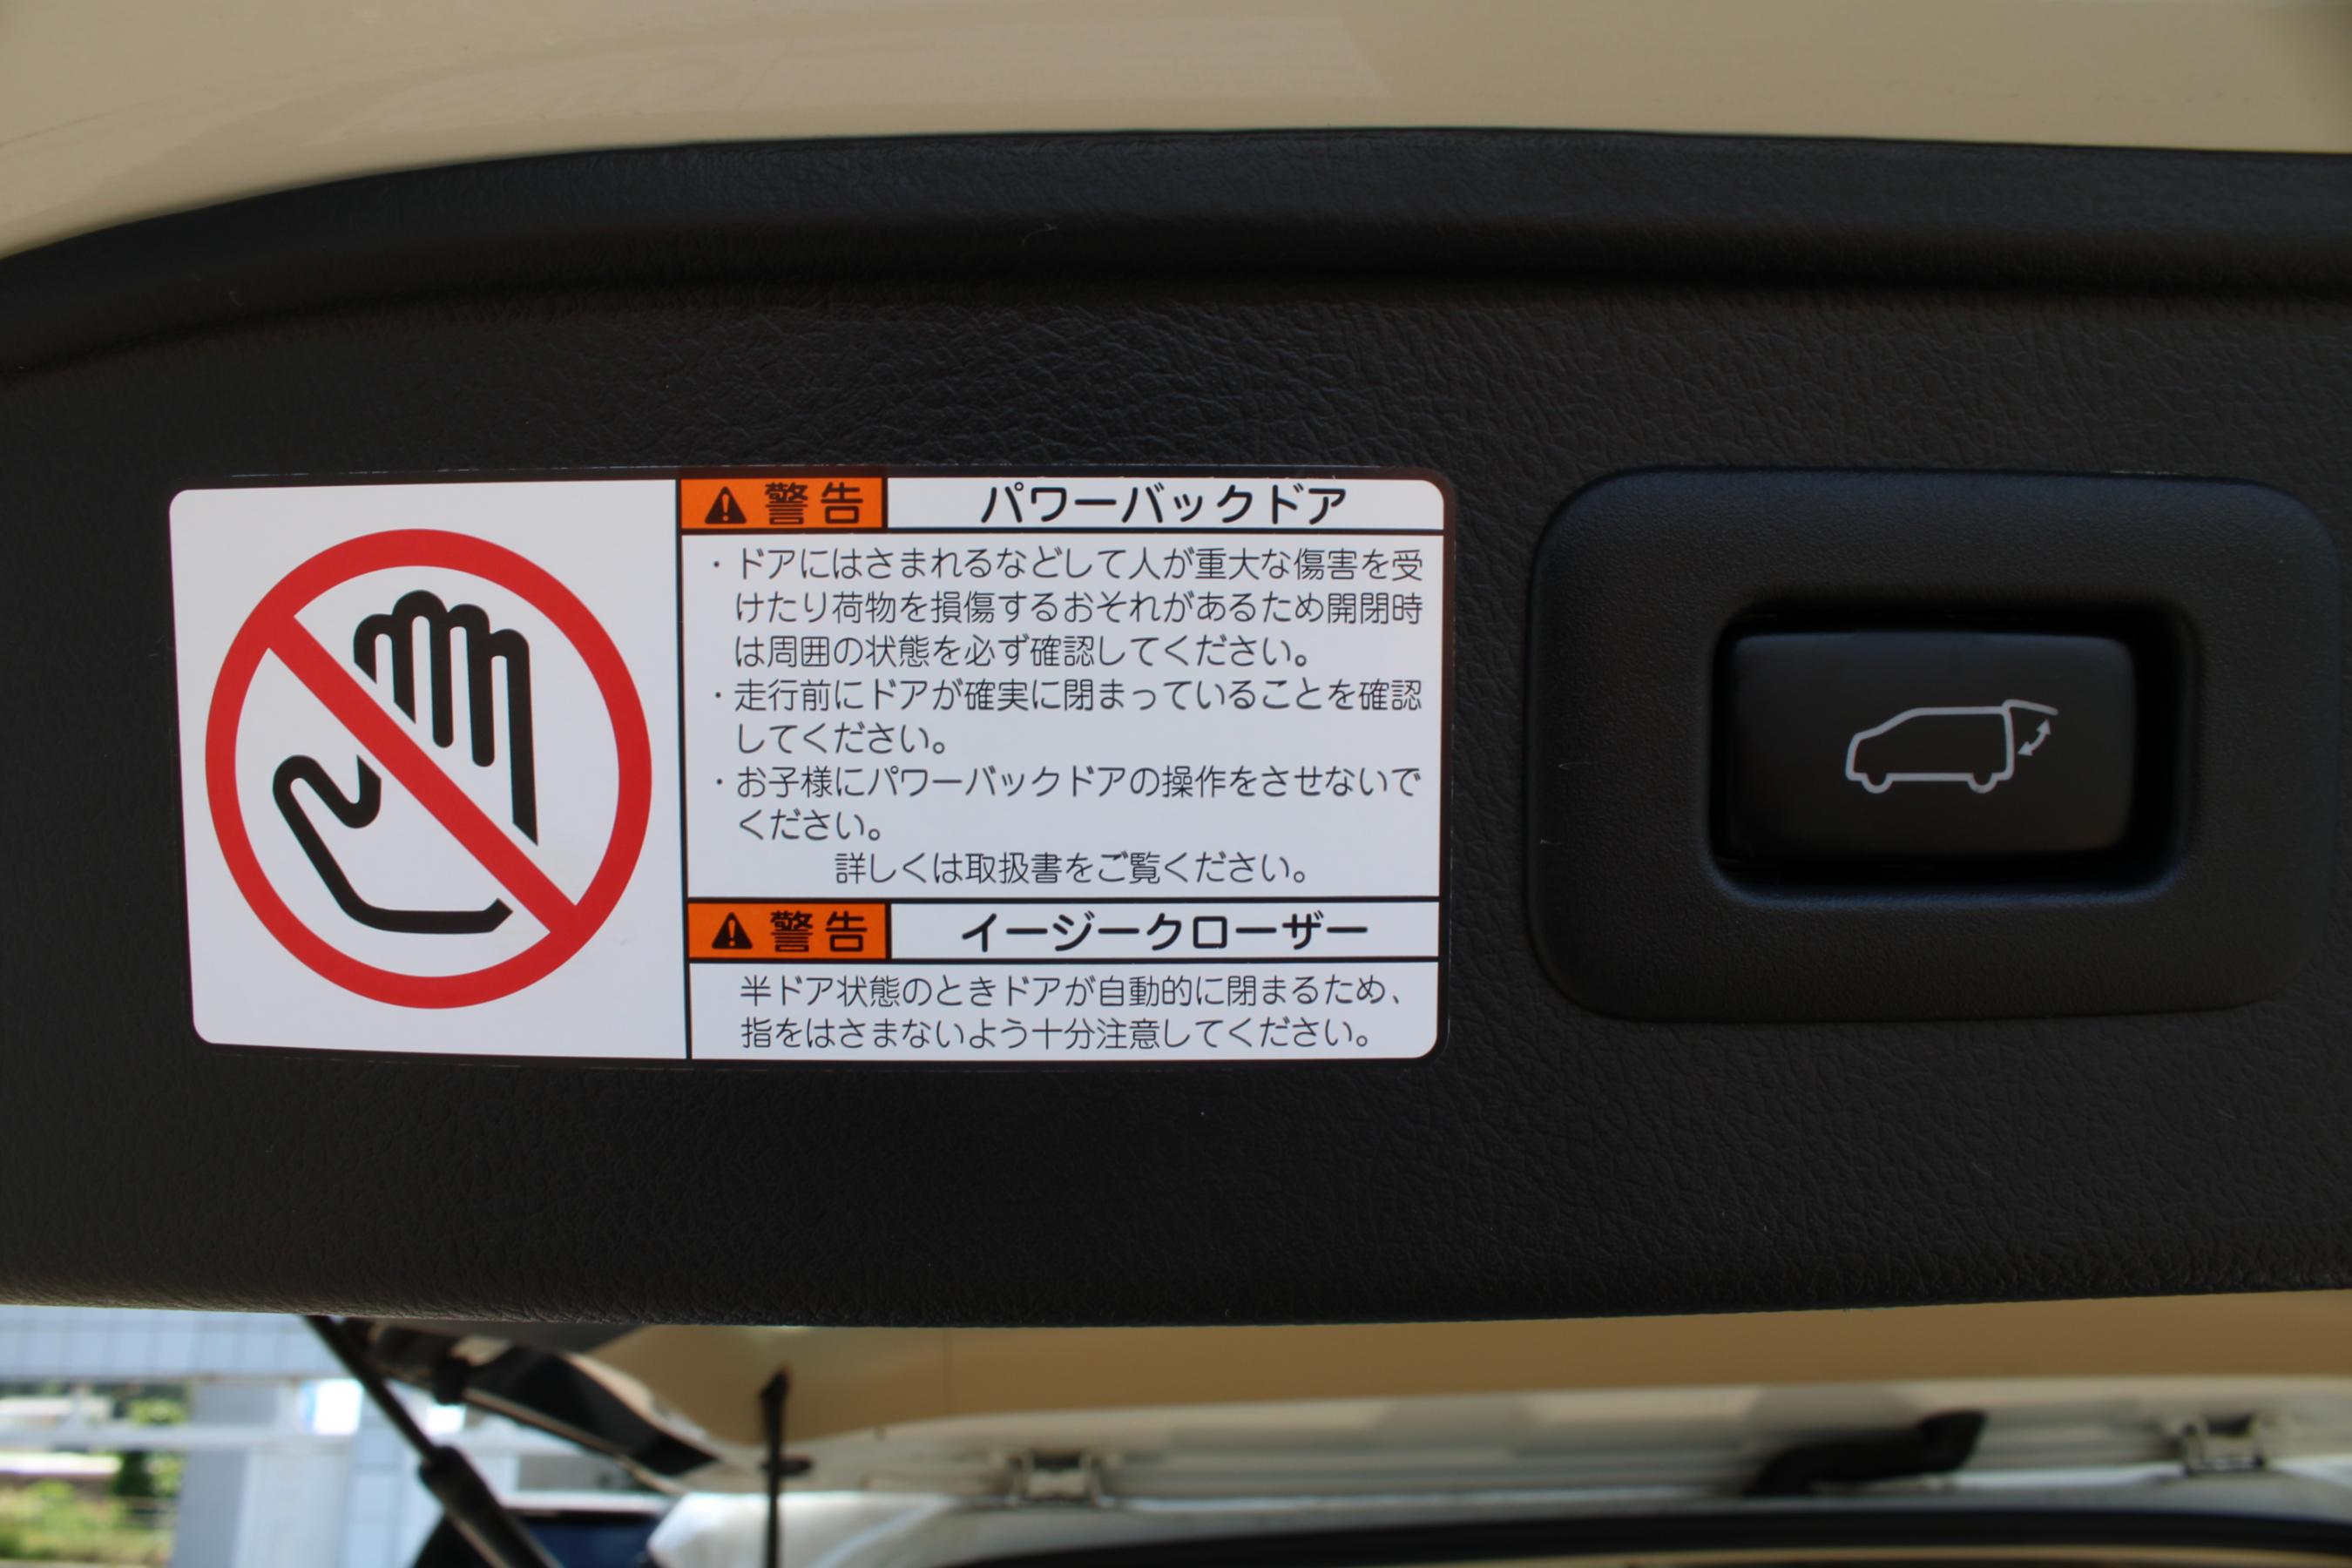 警告 パワーバックドア
・ドアにはさまれるなどして人が重大な傷害を受
けたり荷物を損傷するおそれがあるため開閉時
は周囲の状態を必ず確認してください。
・走行前にドアが確実に閉まっていることを確認
してください。
・お子様にパワーバックドアの操作をさせないで
ください。
詳しくは取扱書をご覧ください。
警告 イージークローザー
半ドア状態のときドアが自動的に閉まるため、
指をはさまないよう十分注意してください。